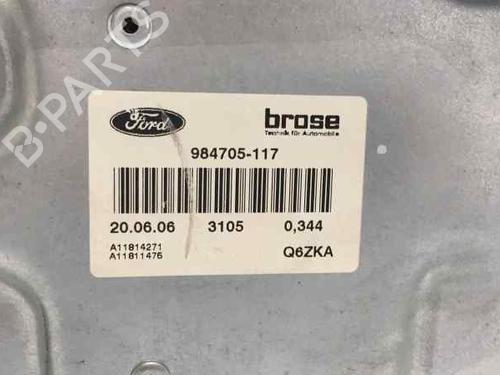 B-PARTS
Ford
brose
Technik für Automobile
984705-117
20.06.06 3105 0,344
A11814271
A11811476
Q6ZKA